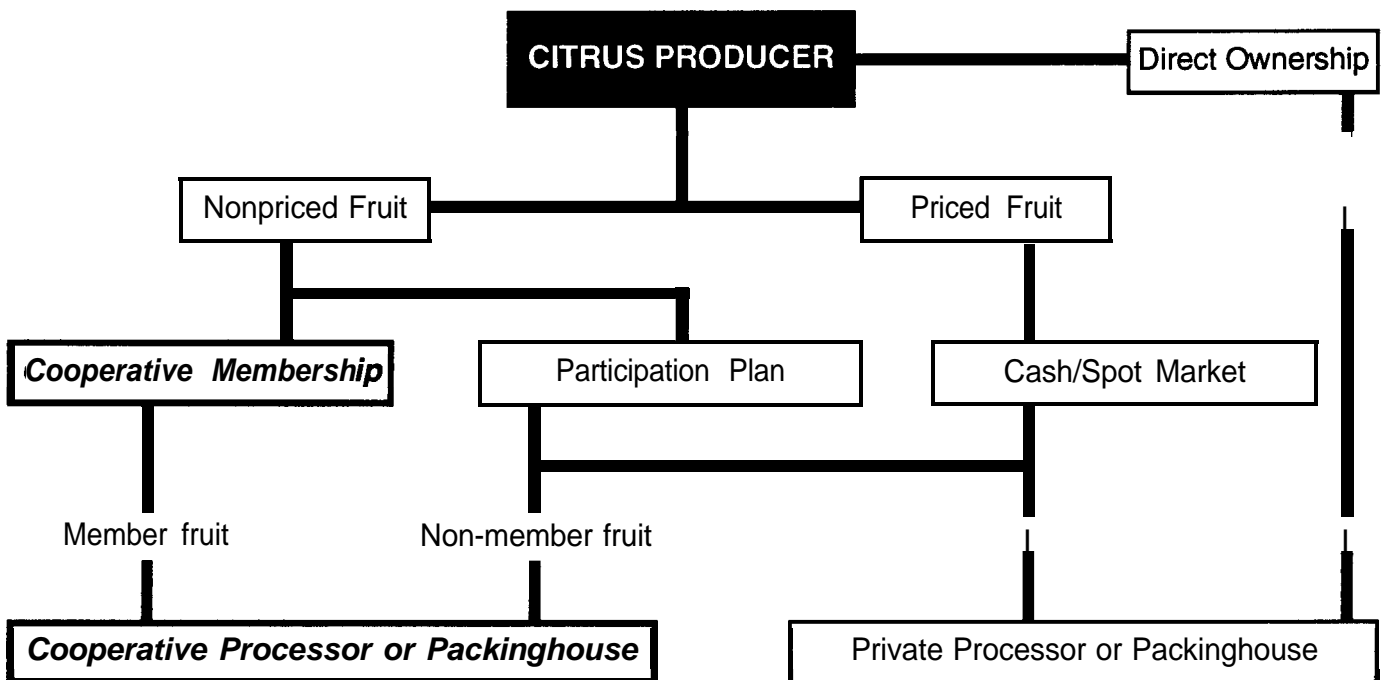 CITRUS PRODUCER
Direct Ownership
Nonpriced Fruit
Priced Fruit
Cooperative Membership
Participation Plan
Cash/Spot Market
Member fruit
Non-member fruit
Cooperative Processor or Packinghouse
Private Processor or Packinghouse